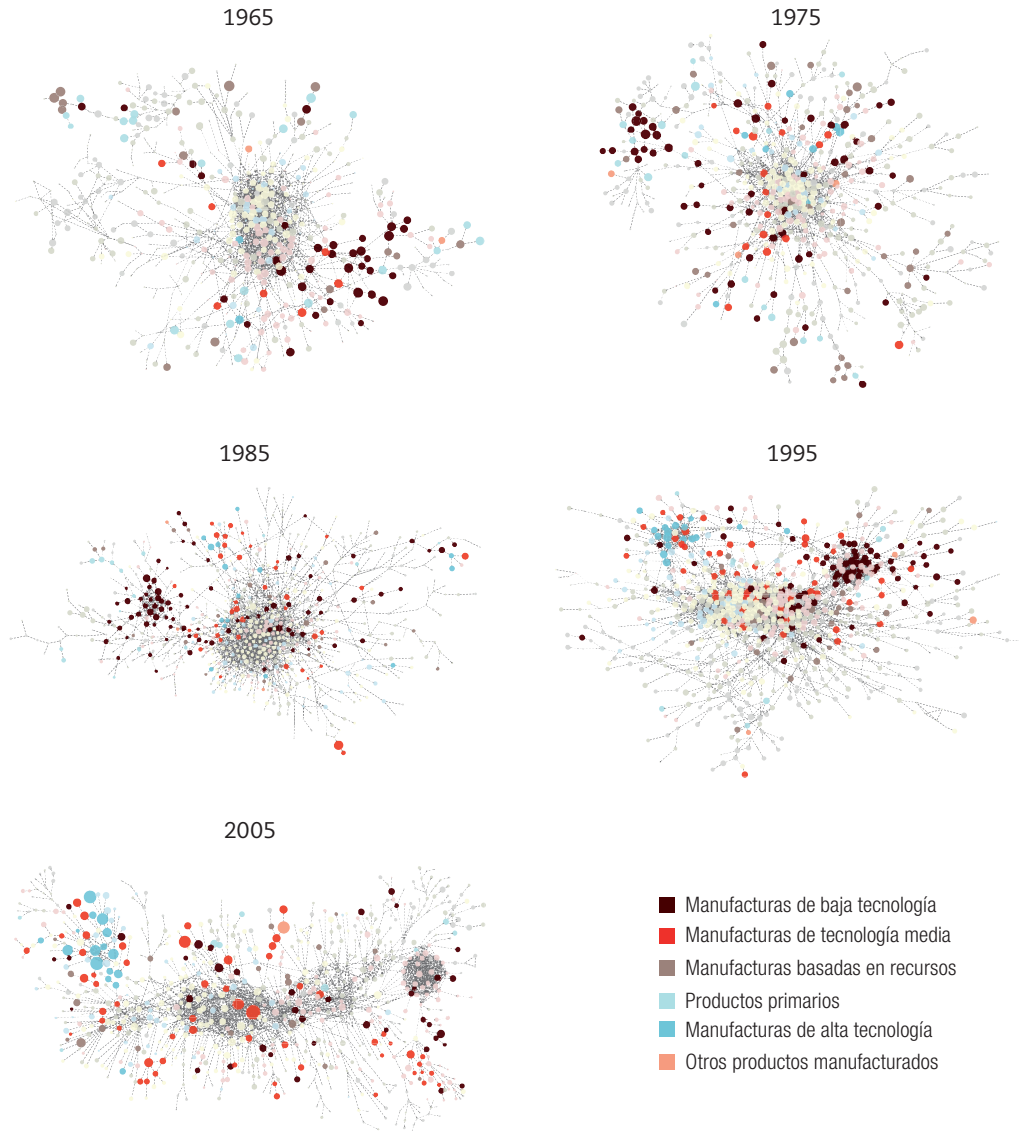 1965
1975
1985
1995
2005
Manufacturas de baja tecnología
Manufacturas de tecnología media
Manufacturas basadas en recursos
Productos primarios
Manufacturas de alta tecnología
Otros productos manufacturados